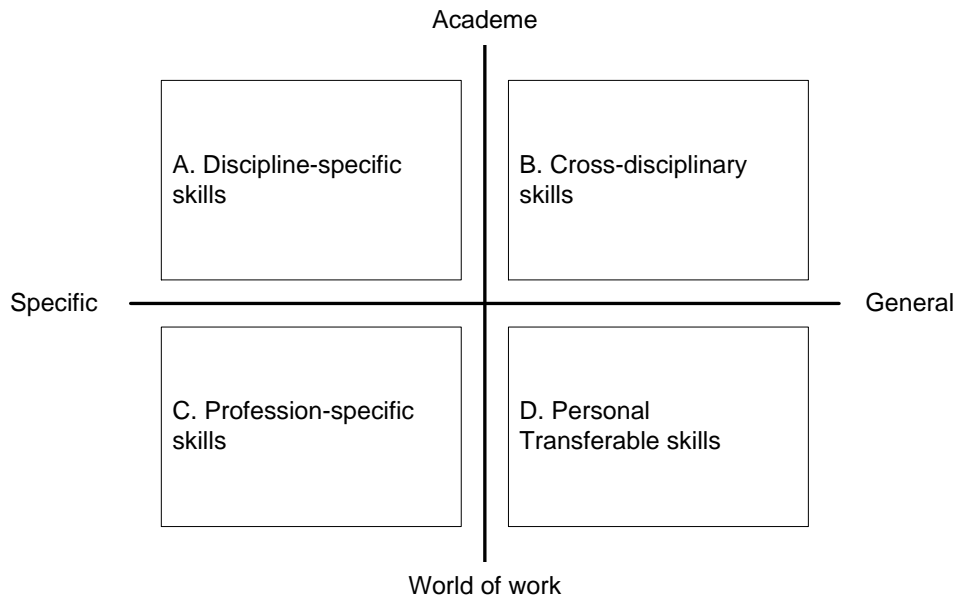 Academe
A. Discipline-specific
skills
B. Cross-disciplinary
skills
Specific
General
C. Profession-specific
skills
D. Personal
Transferable skills
World of work